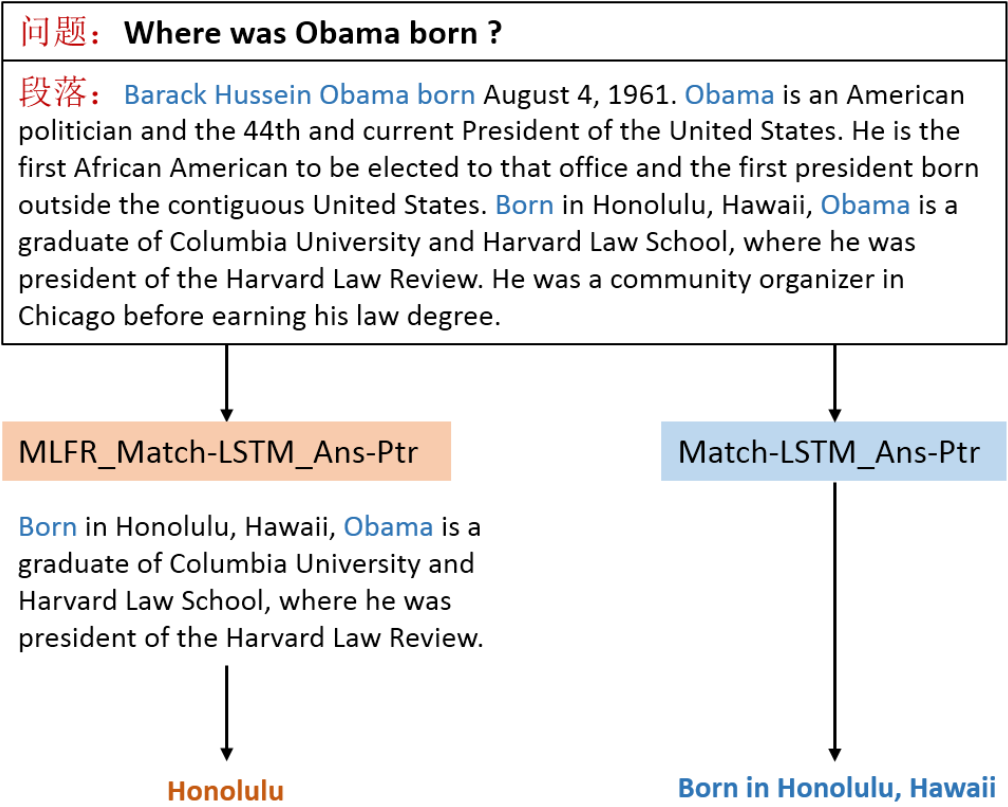 问题：Where was Obama born ?
段落：Barack Hussein Obama born August 4, 1961. Obama is an American
politician and the 44th and current President of the United States. He is the
first African American to be elected to that office and the first president born
outside the contiguous United States. Born in Honolulu, Hawaii, Obama is a
graduate of Columbia University and Harvard Law School, where he was
president of the Harvard Law Review. He was a community organizer in
Chicago before earning his law degree.
MLFR_Match-LSTM_Ans-Ptr
Match-LSTM_Ans-Ptr
Born in Honolulu, Hawaii, Obama is a
graduate of Columbia University and
Harvard Law School, where he was
president of the Harvard Law Review.
Honolulu
Born in Honolulu, Hawaii